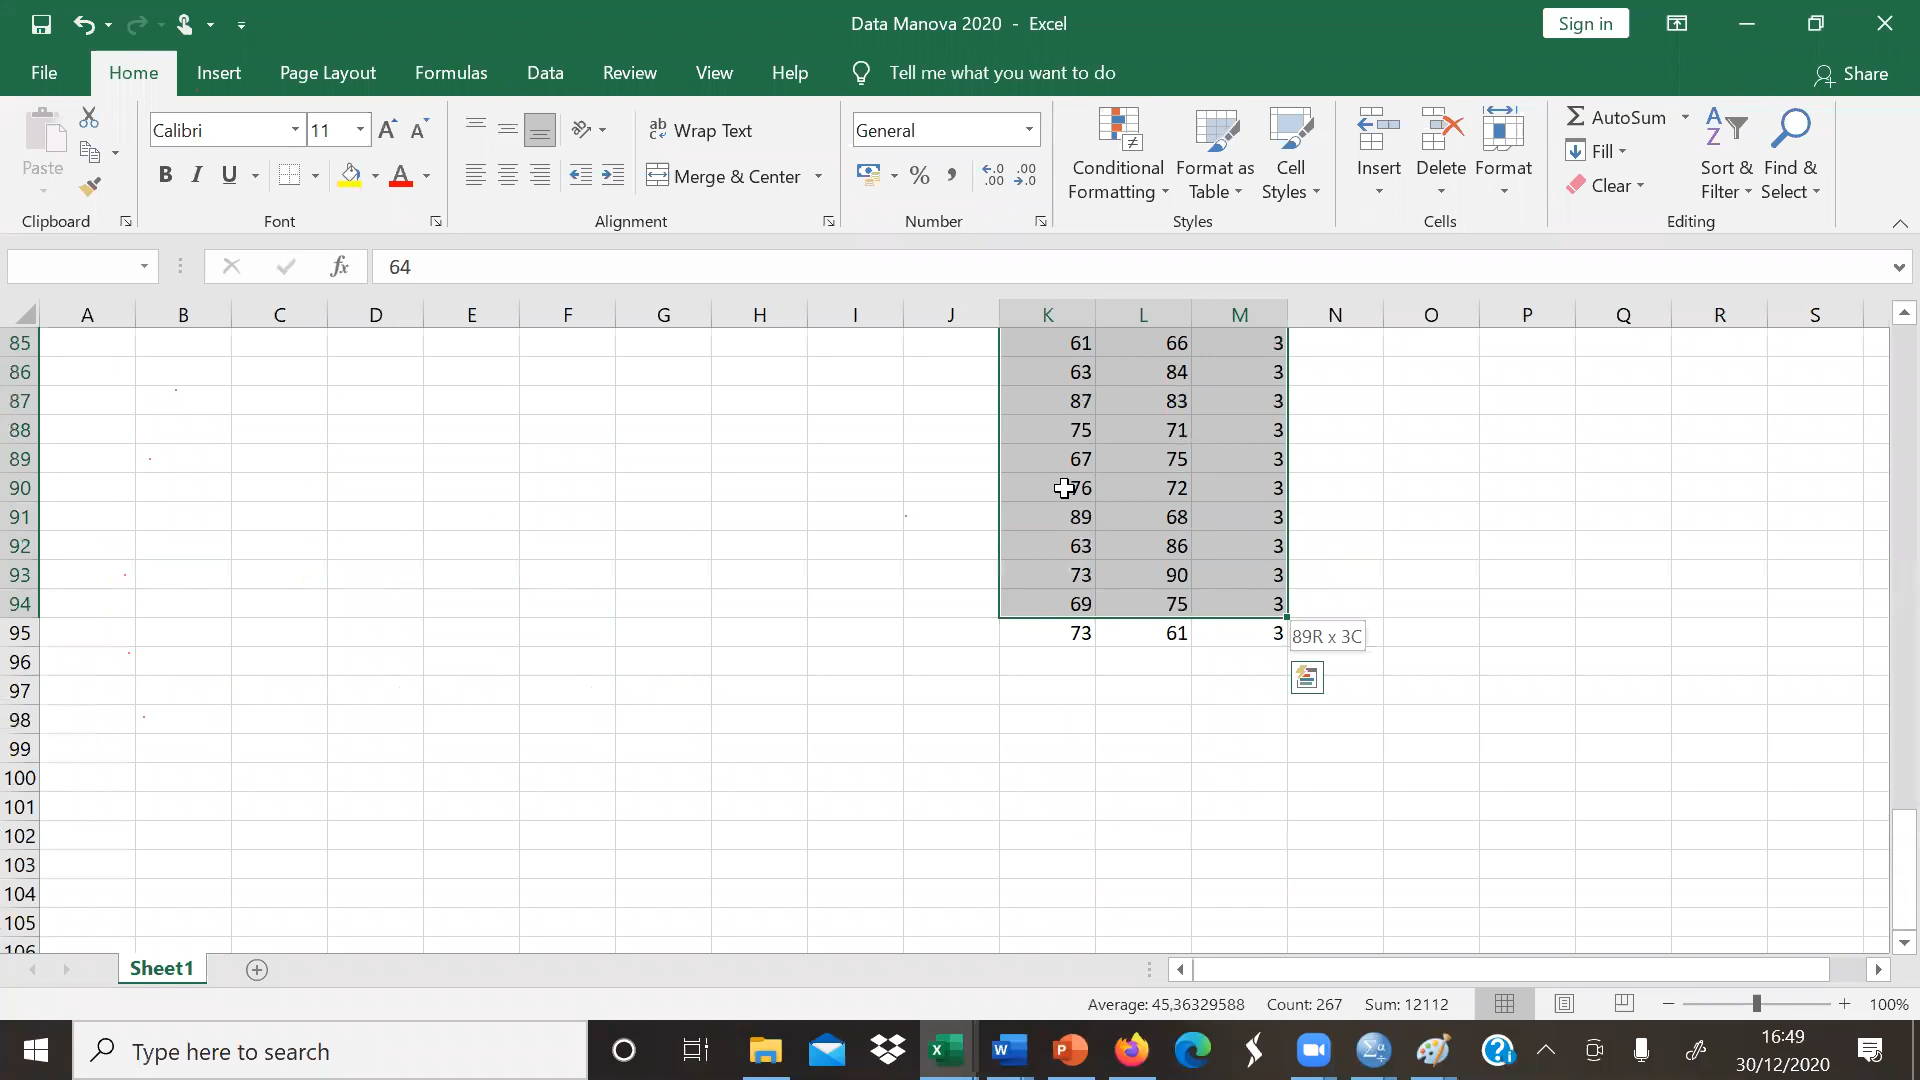 Data Manova 2020 - Excel
Sign in
File Home Insert Page Layout Formulas Data Review View Help Tell me what you want to do Share
Paste
Clipboard
Calibri 11
B I U
Font
ab Wrap Text
Merge & Center
Alignment
General
% ,
Number
Conditional Formatting
Format as Table
Cell Styles
Styles
Insert Delete Format
Cells
AutoSum
Fill
Clear
Sort & Filter
Find & Select
Editing
fx 64
A B C D E F G H I J K L M N O P Q R S
85 61 66 3
86 63 84 3
87 87 83 3
88 75 71 3
89 67 75 3
90 76 72 3
91 89 68 3
92 63 86 3
93 73 90 3
94 69 75 3
95 73 61 3
89R x 3C
96
97
98
99
100
101
102
103
104
105
106
Sheet1
Average: 45,36329588 Count: 267 Sum: 12112 100%
Type here to search
16:49
30/12/2020